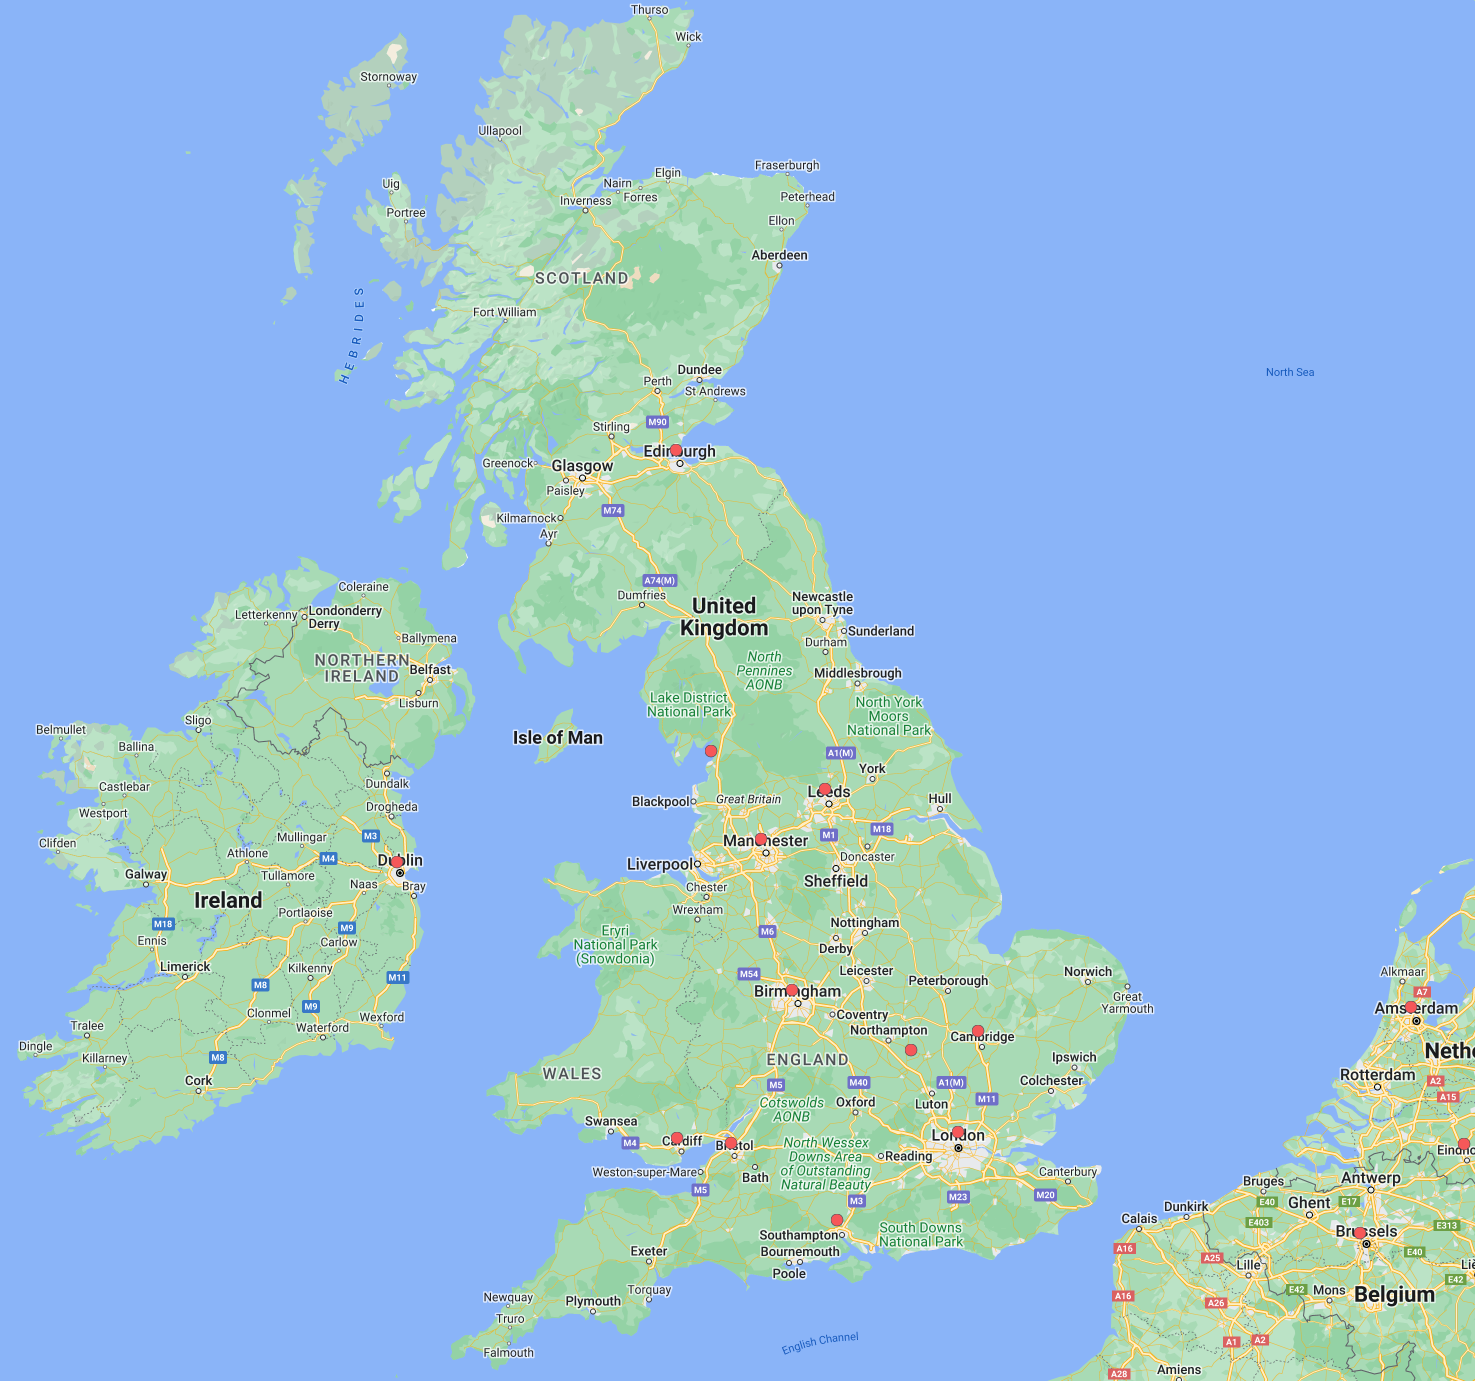 Thurso
Wick
Stornoway
Ullapool
Fraserburgh
Elgin
Nairn
Uig
Forres
Peterhead
Inverness
Portree
Ellon
Aberdeen
SCOTLAND
HEBRIDES
Fort William
North Sea
Dundee
Perth
St Andrews
M90
Stirling
Edinburgh
Greenock
Glasgow
Paisley
M74
Kilmarnock
Ayr
A74(M)
Coleraine
Dumfries
Newcastle
upon Tyne
United
Kingdom
Letterkenny
Londonderry
Derry
Sunderland
Ballymena
Durham
NORTHERN
IRELAND
North
Pennines
AONB
Belfast
Middlesbrough
Lisburn
Lake District
National Park
North York
Moors
National Park
Sligo
Belmullet
Isle of Man
Ballina
A1(M)
York
Dundalk
Castlebar
Blackpool
Great Britain
Leeds
Hull
Drogheda
Westport
M18
M1
M3
Mullingar
Clifden
Manchester
Athlone
M4
Dublin
Doncaster
Liverpool
Galway
Tullamore
Naas
Bray
Chester
Sheffield
Ireland
Portlaoise
Wrexham
M18
M9
Nottingham
Eryri
National Park
(Snowdonia)
M6
Ennis
Carlow
Derby
Limerick
Kilkenny
M11
M54
Leicester
Peterborough
Norwich
Alkmaar
M8
Birmingham
A7
Great
Yarmouth
M9
Clonmel
Wexford
Coventry
Amsterdam
Tralee
Waterford
Northampton
Cambridge
Dingle
Killarney
M8
ENGLAND
Ipswich
Nethe
WALES
Rotterdam
Cork
M5
M40
A1(M)
Colchester
A2
M11
A15
Cotswolds
AONB
Oxford
Luton
Swansea
M4
Cardiff
Bristol
London
North Wessex
Downs Area
of Outstanding
Natural Beauty
Reading
Eindho
Weston-super-Mare
Bath
Canterbury
Antwerp
M5
M3
M23
M20
Bruges
Dunkirk
E40
Ghent
E17
Calais
E403
E313
Southampton
South Downs
National Park
Brussels
Exeter
Bournemouth
A16
A25
E40
Poole
Lille
Liè
E42
Torquay
Newquay
Plymouth
A16
A26
E42
Mons
Belgium
Truro
English Channel
A1
A2
Falmouth
Amiens
A28